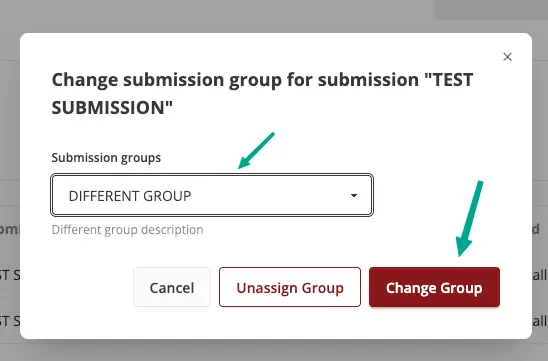 Change submission group for submission "TEST
SUBMISSION"
Submission groups
DIFFERENT GROUP
Different group description
Cancel
Unassign Group
Change Group